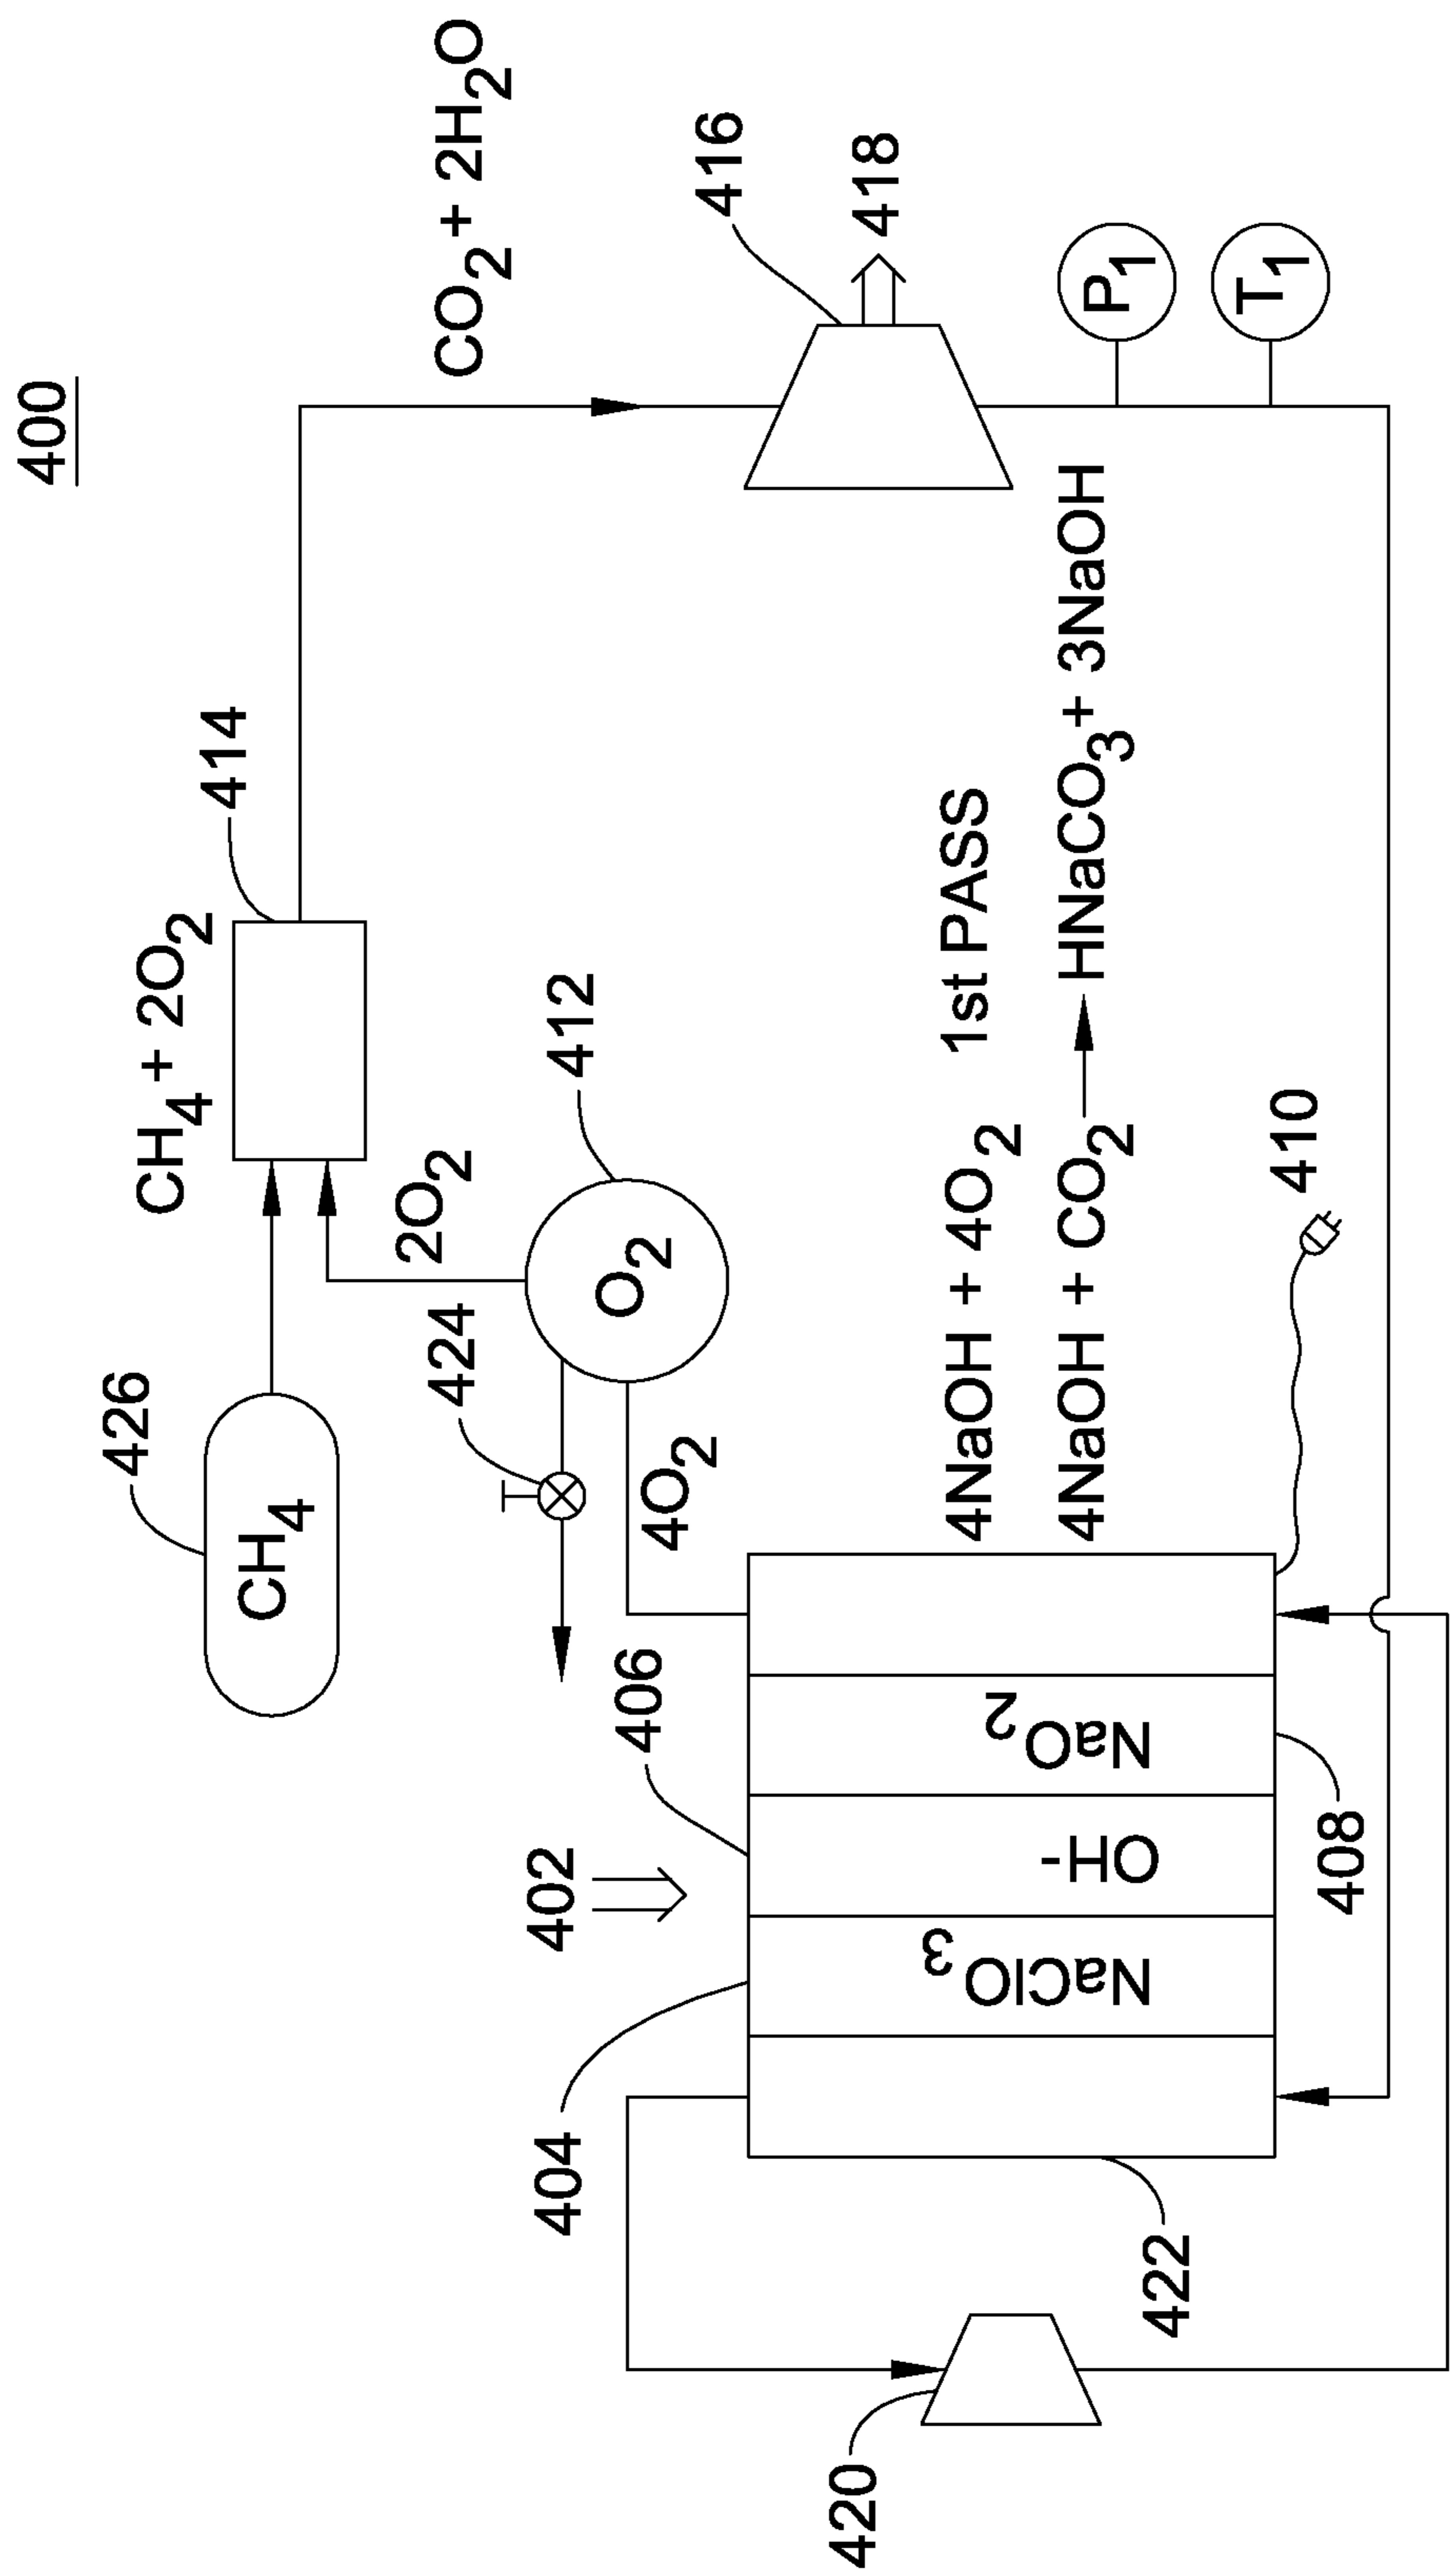 400
426
CH4
CH4 + 2O2
414
CO2 + 2H2O
424
2O2
412
O2
4O2
416
418
402
406
404
NaClO3
OH-
NaO2
4NaOH + 4O2 1st PASS
4NaOH + CO2 → HNaCO3 + 3NaOH
P1
T1
420
422
408
410